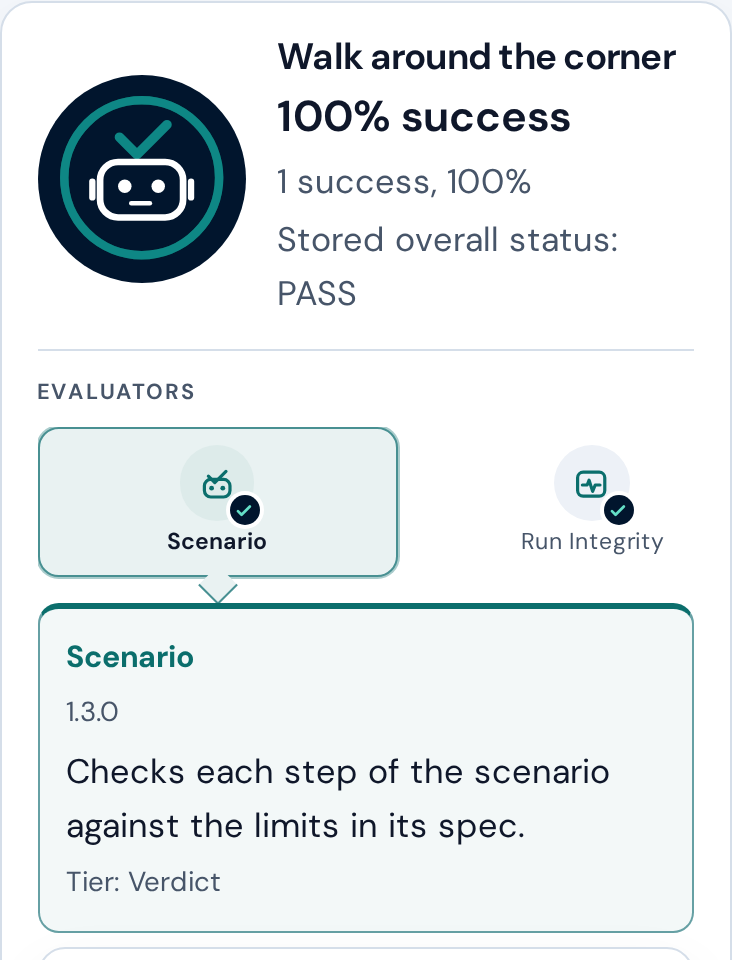 Walk around the corner
100% success
1 success, 100%
Stored overall status:
PASS
EVALUATORS
Scenario
Run Integrity
Scenario
1.3.0
Checks each step of the scenario
against the limits in its spec.
Tier: Verdict